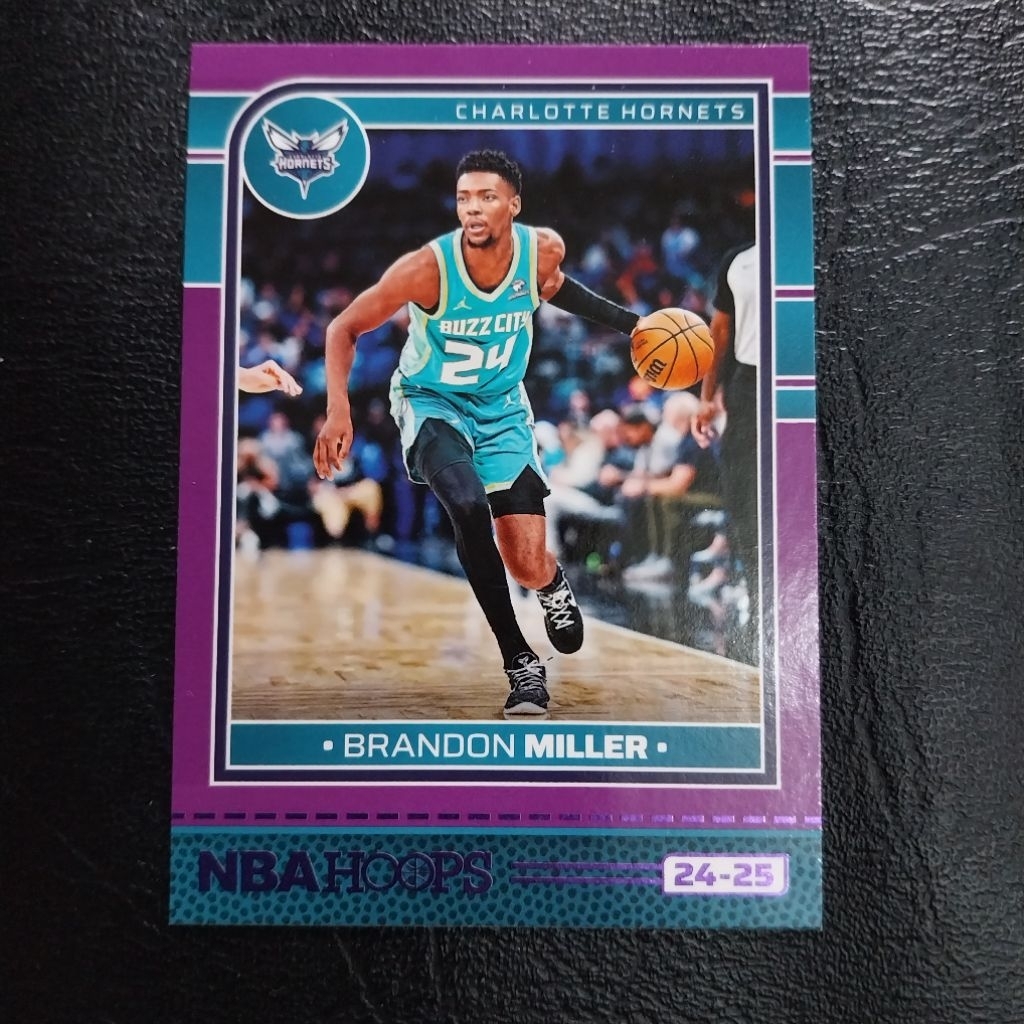 CHARLOTTE HORNETS
HORNETS
BUZZ CITY
24
BRANDON MILLER
NBA HOOPS
24-25